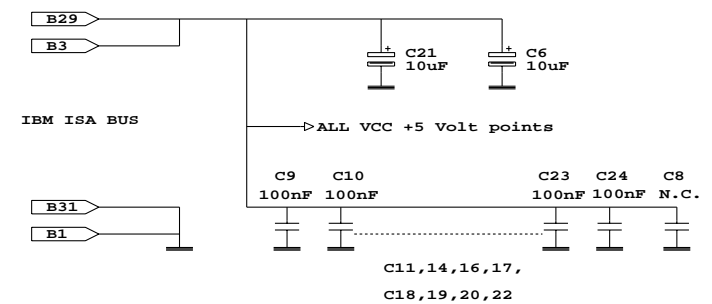 B29
B3
+
C21
10uF
+
C6
10uF
IBM ISA BUS
ALL VCC +5 Volt points
C9
100nF
C10
100nF
C23
100nF
C24
100nF
C8
N.C.
B31
B1
C11,14,16,17,
C18,19,20,22